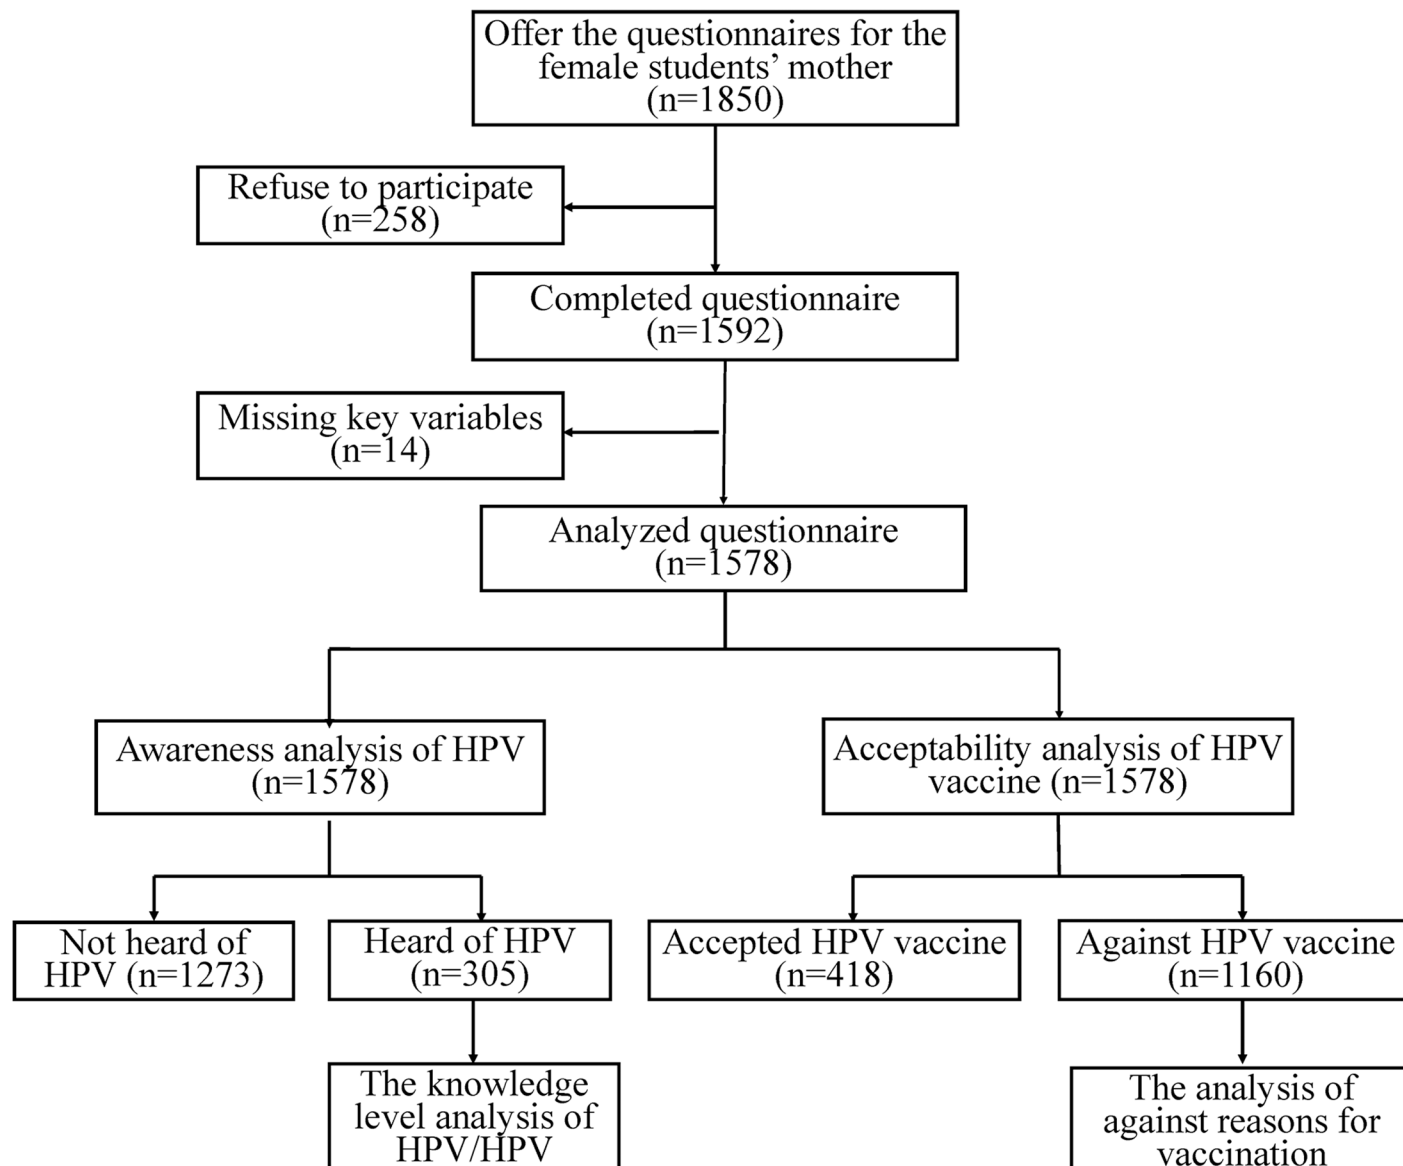 Offer the questionnaires for the
female students’ mother
(n=1850)
Refuse to participate
(n=258)
Completed questionnaire
(n=1592)
Missing key variables
(n=14)
Analyzed questionnaire
(n=1578)
Awareness analysis of HPV
(n=1578)
Acceptability analysis of HPV
vaccine (n=1578)
Not heard of
HPV (n=1273)
Heard of HPV
(n=305)
Accepted HPV vaccine
(n=418)
Against HPV vaccine
(n=1160)
The knowledge
level analysis of
HPV/HPV
The analysis of
against reasons for
vaccination